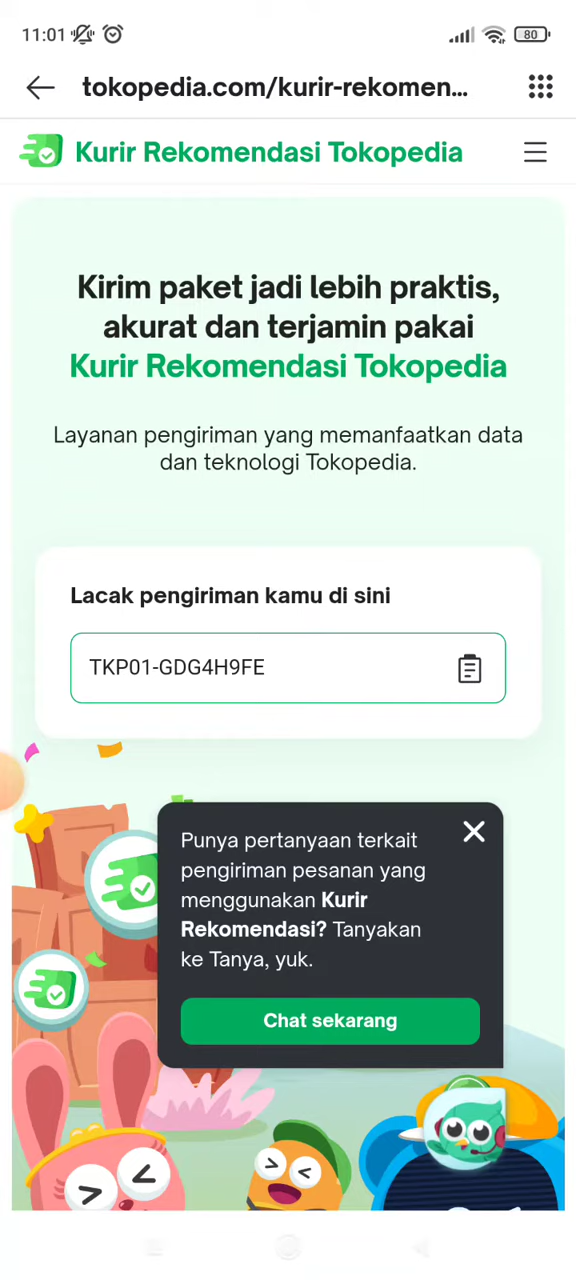 11:01
80
tokopedia.com/kurir-rekomen...
Kurir Rekomendasi Tokopedia
Kirim paket jadi lebih praktis,
akurat dan terjamin pakai
Kurir Rekomendasi Tokopedia
Layanan pengiriman yang memanfaatkan data
dan teknologi Tokopedia.
Lacak pengiriman kamu di sini
TKP01-GDG4H9FE
Punya pertanyaan terkait
pengiriman pesanan yang
menggunakan Kurir
Rekomendasi? Tanyakan
ke Tanya, yuk.
Chat sekarang